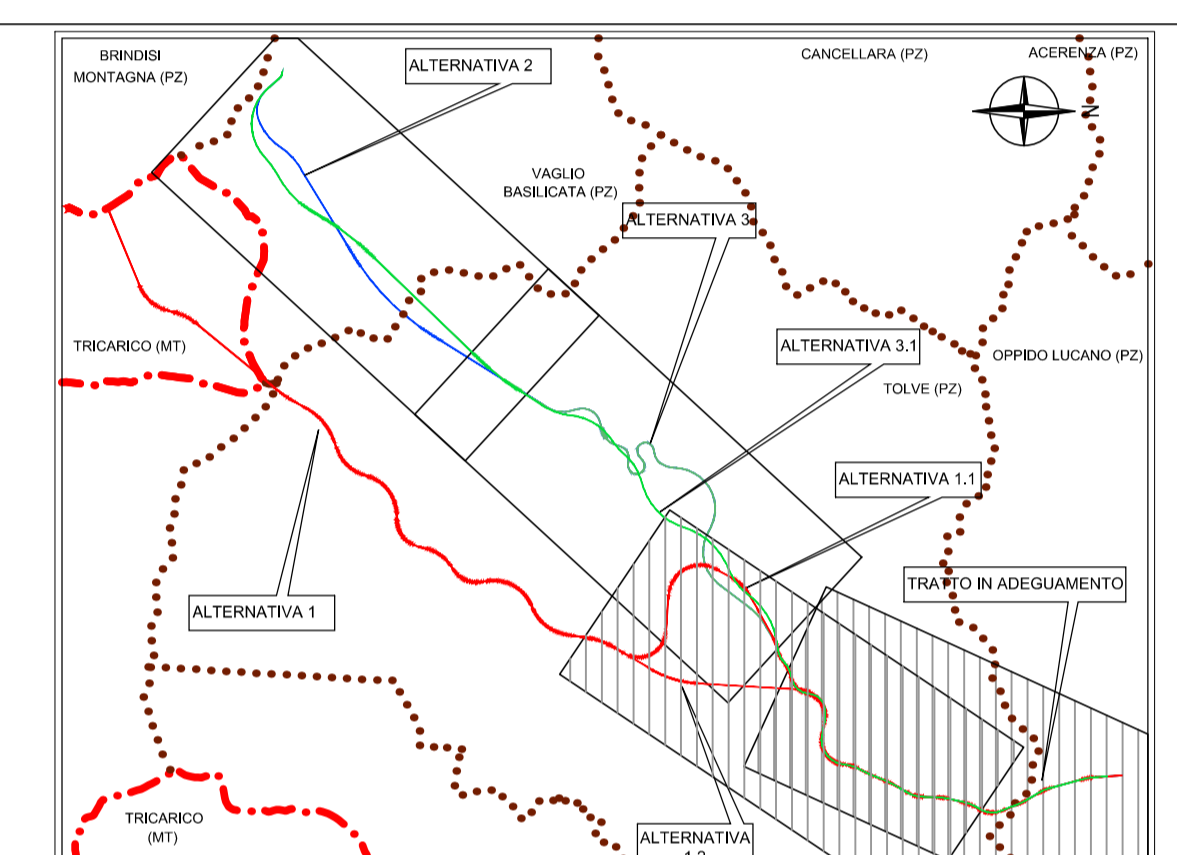 BRINDISI
MONTAGNA (PZ)
ALTERNATIVA 2
CANCELLARA (PZ)
ACERENZA (PZ)
N
VAGLIO
BASILICATA (PZ)
ALTERNATIVA 3
TRICARICO (MT)
ALTERNATIVA 3.1
OPPIDO LUCANO (PZ)
TOLVE (PZ)
ALTERNATIVA 1.1
TRATTO IN ADEGUAMENTO
ALTERNATIVA 1
TRICARICO
(MT)
ALTERNATIVA